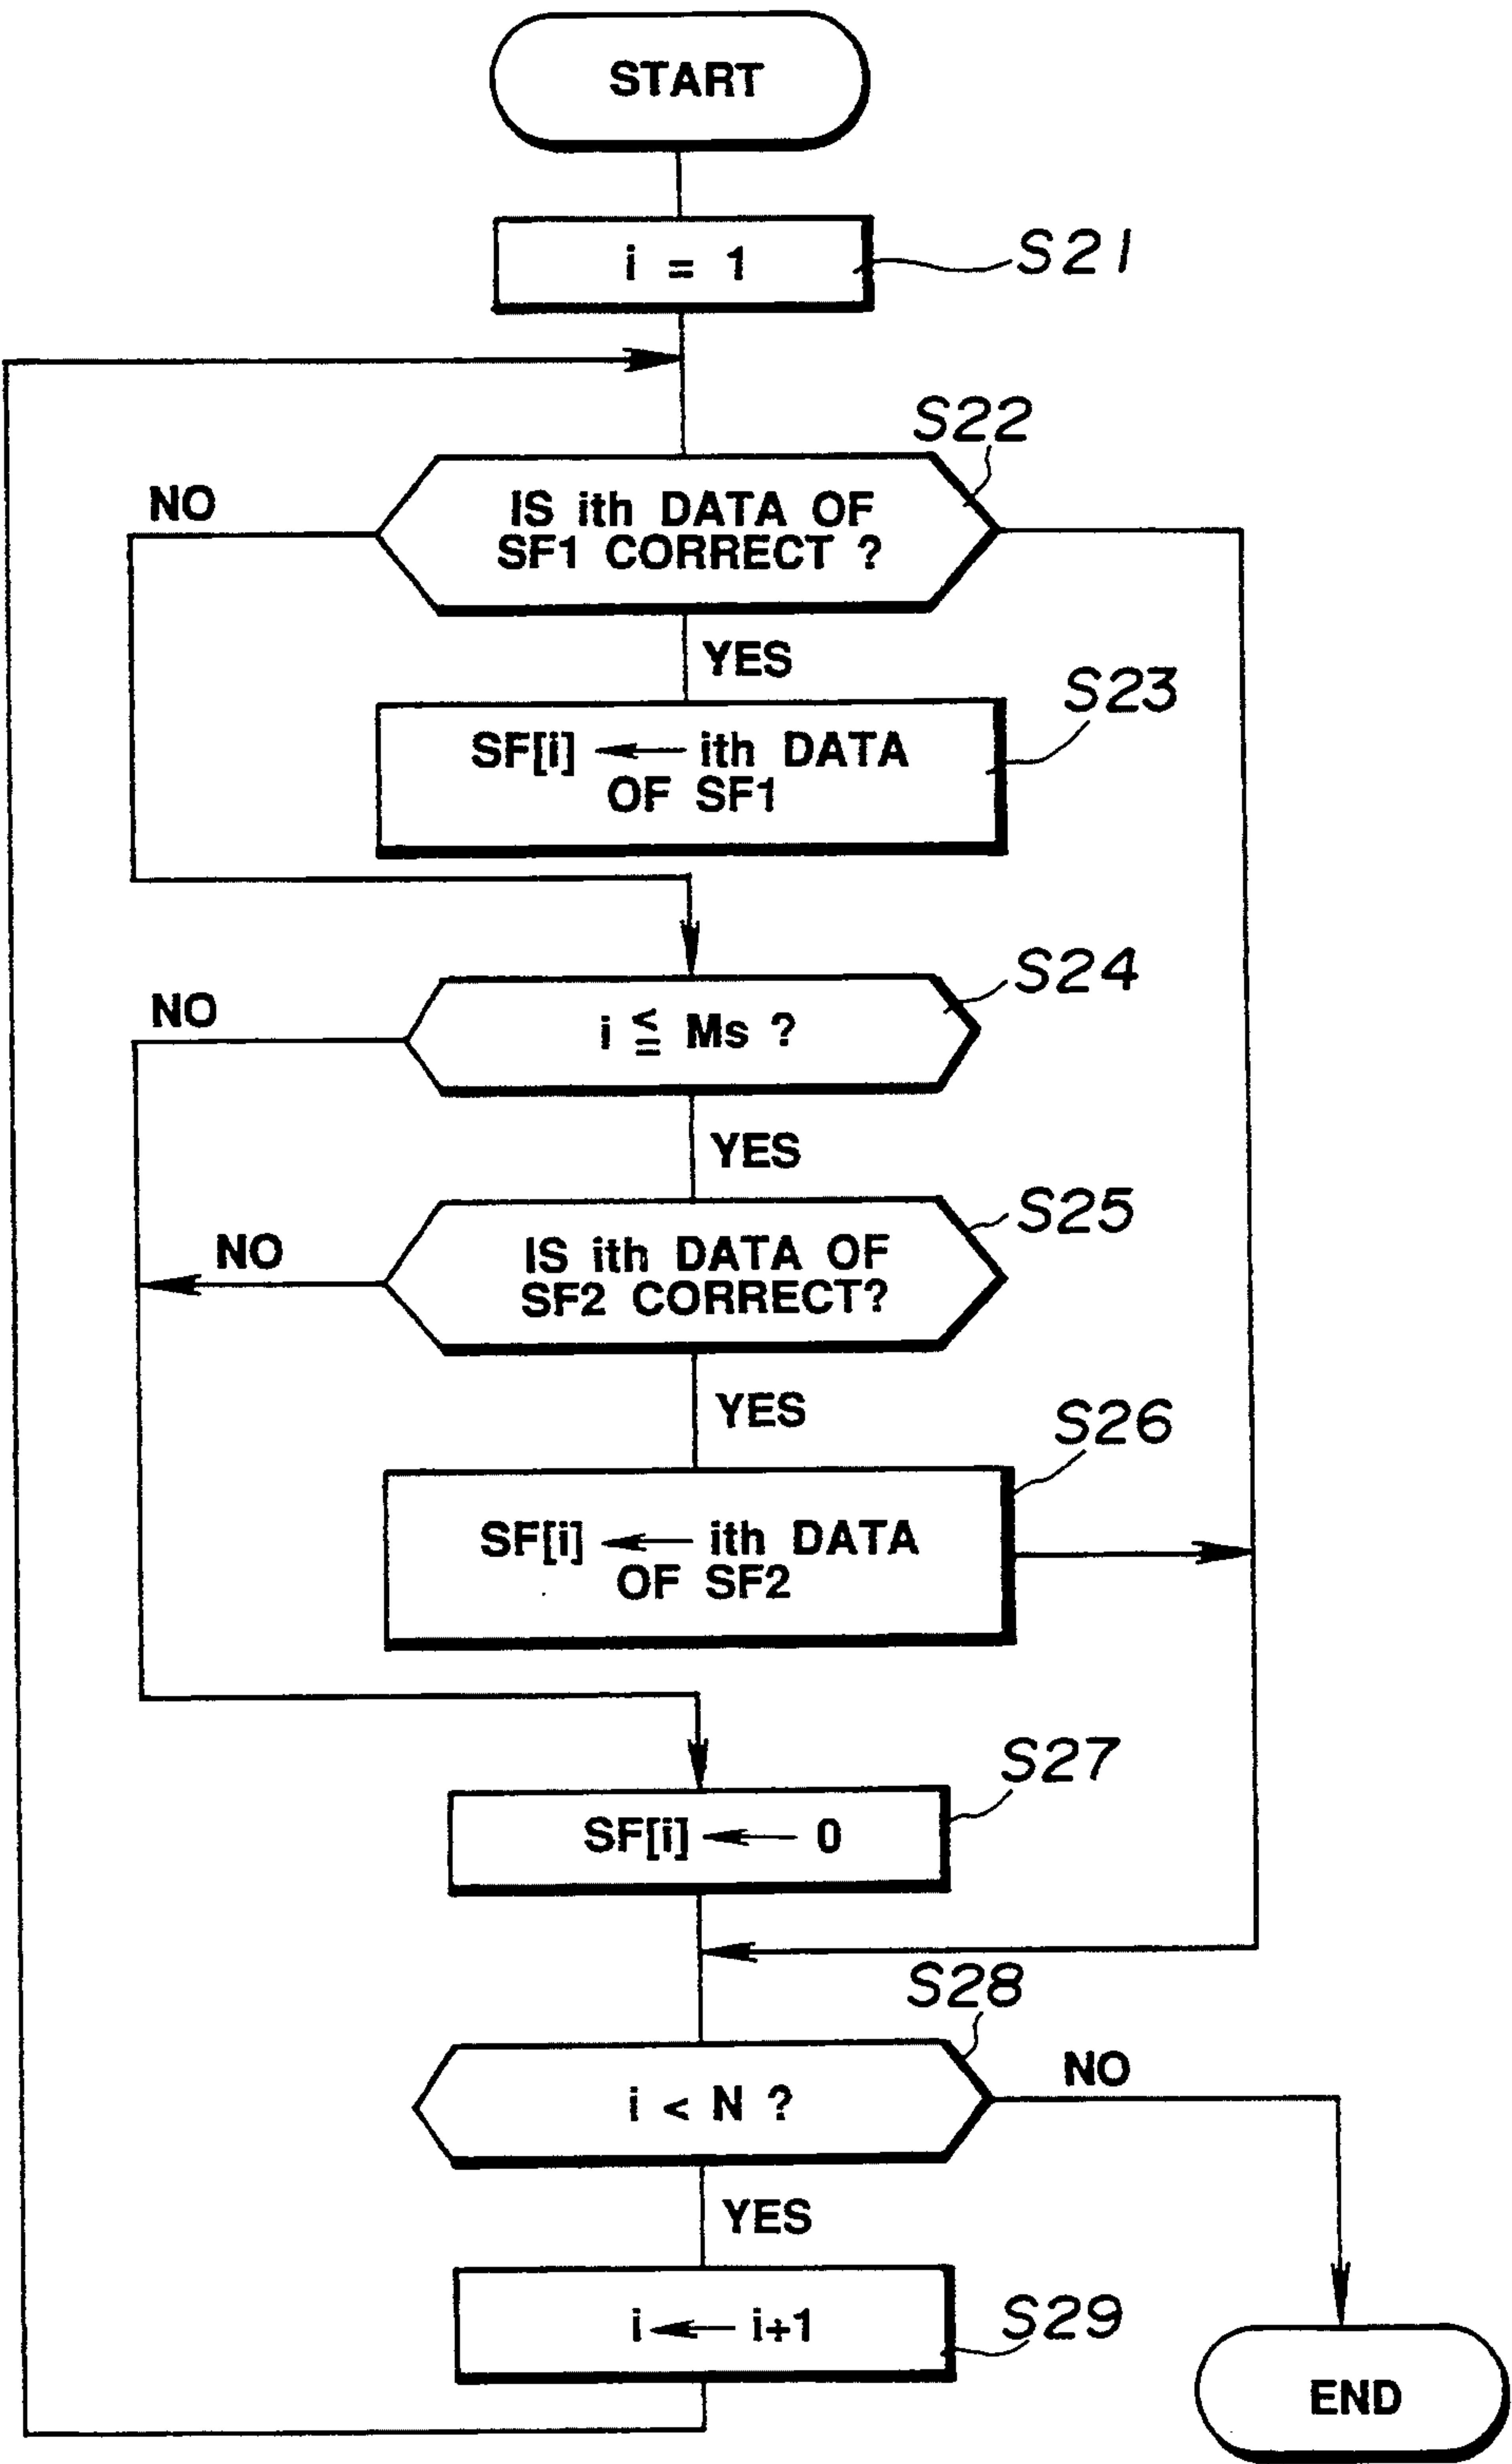 START
i = 1
S21
S22
NO
IS ith DATA OF
SF1 CORRECT ?
YES
S23
SF[i] ← ith DATA
OF SF1
S24
NO
i ≦ Ms ?
YES
S25
NO
IS ith DATA OF
SF2 CORRECT?
YES
S26
SF[i] ← ith DATA
OF SF2
S27
SF[i] ← 0
S28
NO
i < N ?
YES
i ← i+1
S29
END